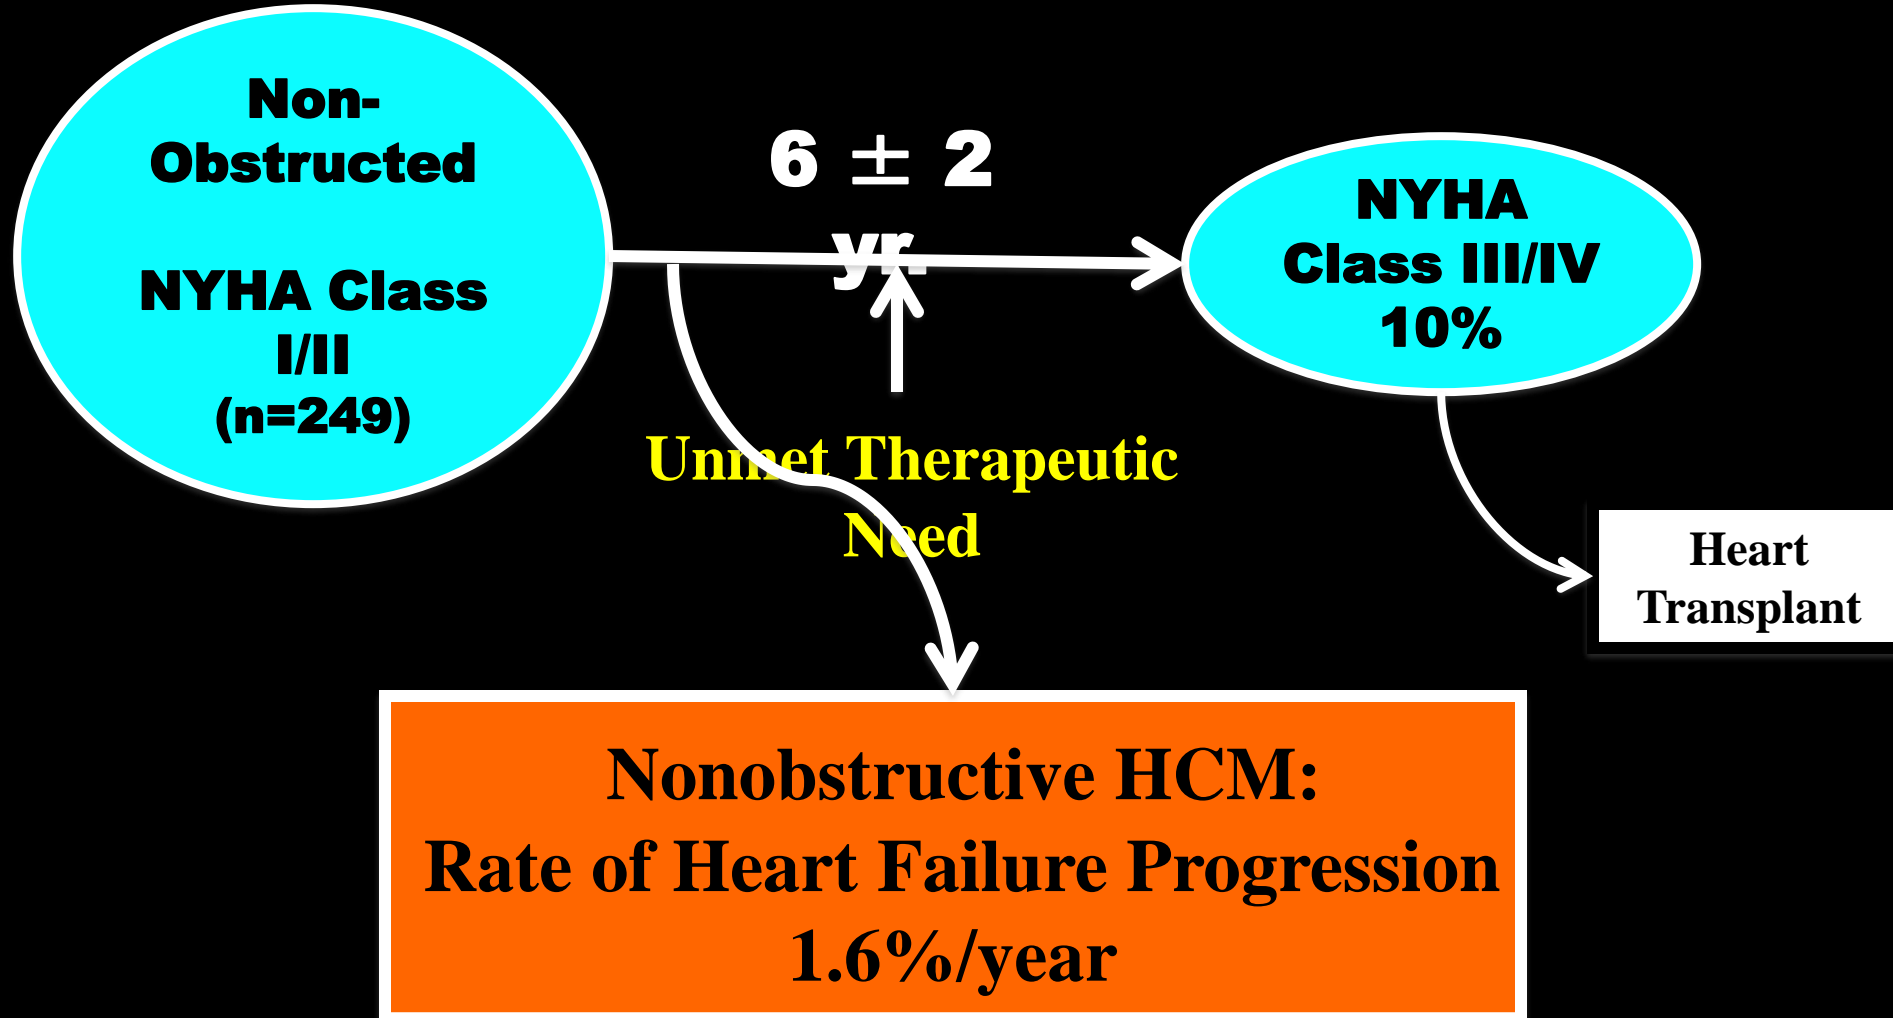 Non-
Obstructed
NYHA Class
I/II
(n=249)
6 ± 2
yr.
NYHA
Class III/IV
10%
Unmet Therapeutic
Need
Heart
Transplant
Nonobstructive HCM:
Rate of Heart Failure Progression
1.6%/year